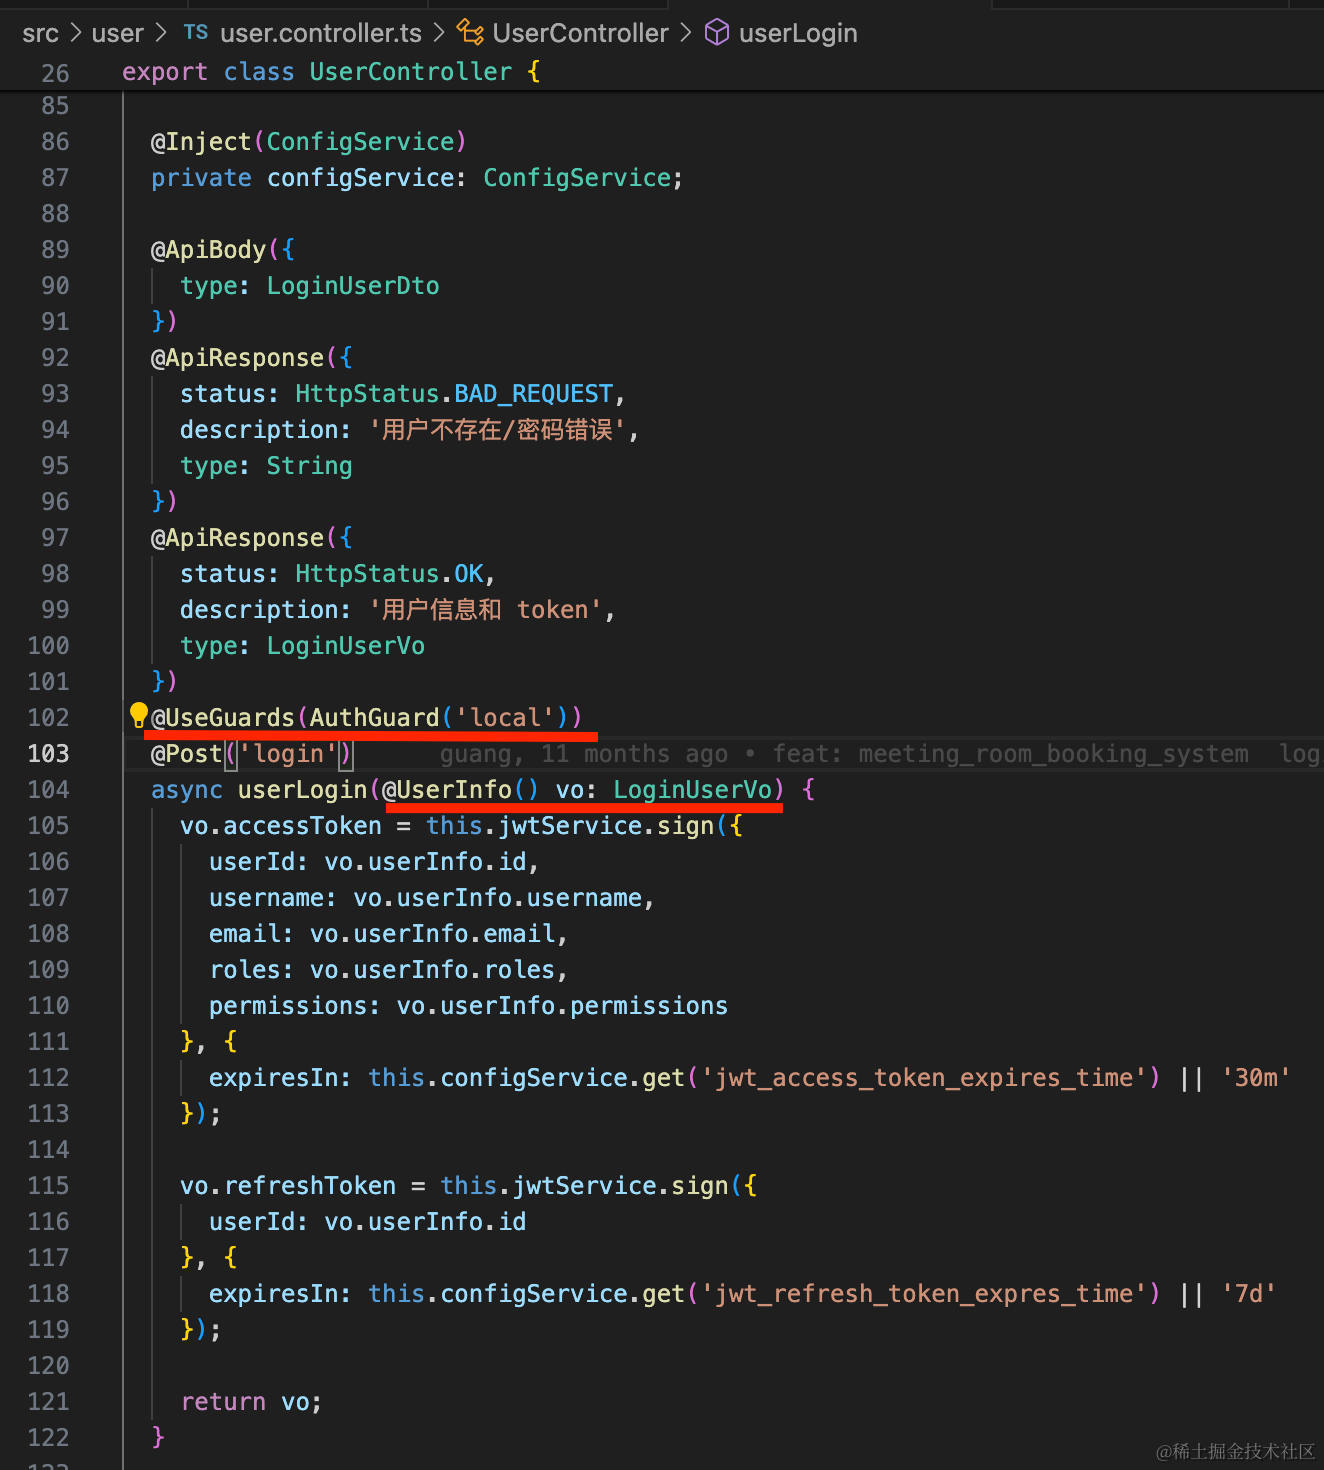 src > user > TS user.controller.ts > UserController > userLogin
26 export class UserController {
85
86 @Inject(ConfigService)
87 private configService: ConfigService;
88
89 @ApiBody({
90 type: LoginUserDto
91 })
92 @ApiResponse({
93 status: HttpStatus.BAD_REQUEST,
94 description: '用户不存在/密码错误',
95 type: String
96 })
97 @ApiResponse({
98 status: HttpStatus.OK,
99 description: '用户信息和 token',
100 type: LoginUserVo
101 })
102 @UseGuards(AuthGuard('local'))
103 @Post('login') guang, 11 months ago • feat: meeting_room_booking_system log
104 async userLogin(@UserInfo() vo: LoginUserVo) {
105 vo.accessToken = this.jwtService.sign({
106 userId: vo.userInfo.id,
107 username: vo.userInfo.username,
108 email: vo.userInfo.email,
109 roles: vo.userInfo.roles,
110 permissions: vo.userInfo.permissions
111 }, {
112 expiresIn: this.configService.get('jwt_access_token_expires_time') || '30m'
113 });
114
115 vo.refreshToken = this.jwtService.sign({
116 userId: vo.userInfo.id
117 }, {
118 expiresIn: this.configService.get('jwt_refresh_token_expres_time') || '7d'
119 });
120
121 return vo;
122 }
@稀土掘金技术社区